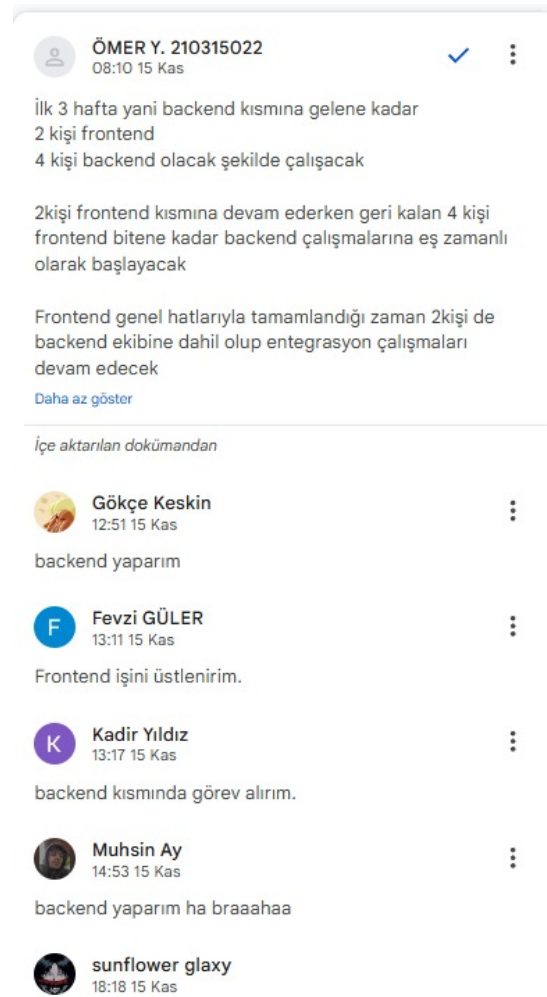 ÖMER Y. 210315022
08:10 15 Kas
İlk 3 hafta yani backend kısmına gelene kadar
2 kişi frontend
4 kişi backend olacak şekilde çalışacak
2kişi frontend kısmına devam ederken geri kalan 4 kişi
frontend bitene kadar backend çalışmalarına eş zamanlı
olarak başlayacak
Frontend genel hatlarıyla tamamlandığı zaman 2kişi de
backend ekibine dahil olup entegrasyon çalışmaları
devam edecek
Daha az göster
İçe aktarılan dokümandan
Gökçe Keskin
12:51 15 Kas
backend yaparım
F
Fevzi GÜLER
13:11 15 Kas
Frontend işini üstlenirim.
K
Kadir Yıldız
13:17 15 Kas
backend kısmında görev alırım.
Muhsin Ay
14:53 15 Kas
backend yaparım ha braaahaa
sunflower glaxy
18:18 15 Kas